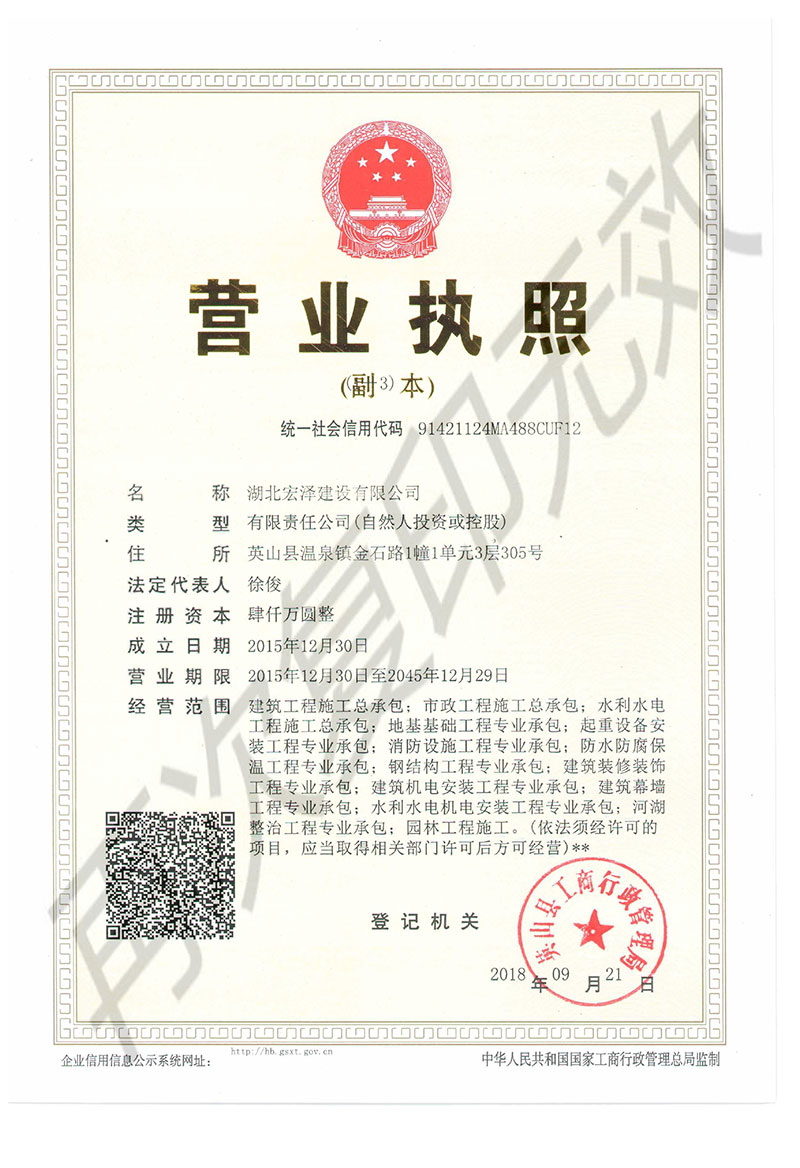 营业执照
(副3)本)
统一社会信用代码 91421124MA488CUF12
名称 湖北宏泽建设有限公司
类型 有限责任公司(自然人投资或控股)
住所 英山县温泉镇金石路1幢1单元3层305号
法定代表人 徐俊
注册资本 肆仟万圆整
成立日期 2015年12月30日
营业期限 2015年12月30日至2045年12月29日
经营范围 建筑工程施工总承包；市政工程施工总承包；水利水电
工程施工总承包；地基基础工程专业承包；起重设备安
装工程专业承包；消防设施工程专业承包；防水防腐保
温工程专业承包；钢结构工程专业承包；建筑装修装饰
工程专业承包；建筑机电安装工程专业承包；建筑幕墙
工程专业承包；水利水电机电安装工程专业承包；河湖
整治工程专业承包；园林工程施工。(依法须经许可的
项目，应当取得相关部门许可后方可经营)**
登记机关
英山县工商行政管理局
2018年09月21日
企业信用信息公示系统网址： http://hb.gsxt.gov.cn
中华人民共和国国家工商行政管理总局监制
再次复印无效